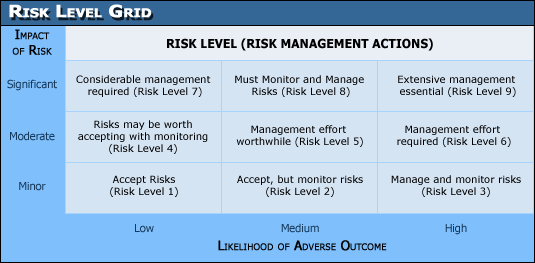 RISK LEVEL GRID
IMPACT
OF RISK
RISK LEVEL (RISK MANAGEMENT ACTIONS)
Significant
Considerable management
required (Risk Level 7)
Must Monitor and Manage
Risks (Risk Level 8)
Extensive management
essential (Risk Level 9)
Moderate
Risks may be worth
accepting with monitoring
(Risk Level 4)
Management effort
worthwhile (Risk Level 5)
Management effort
required (Risk Level 6)
Minor
Accept Risks
(Risk Level 1)
Accept, but monitor risks
(Risk Level 2)
Manage and monitor risks
(Risk Level 3)
Low
Medium
High
LIKELIHOOD OF ADVERSE OUTCOME